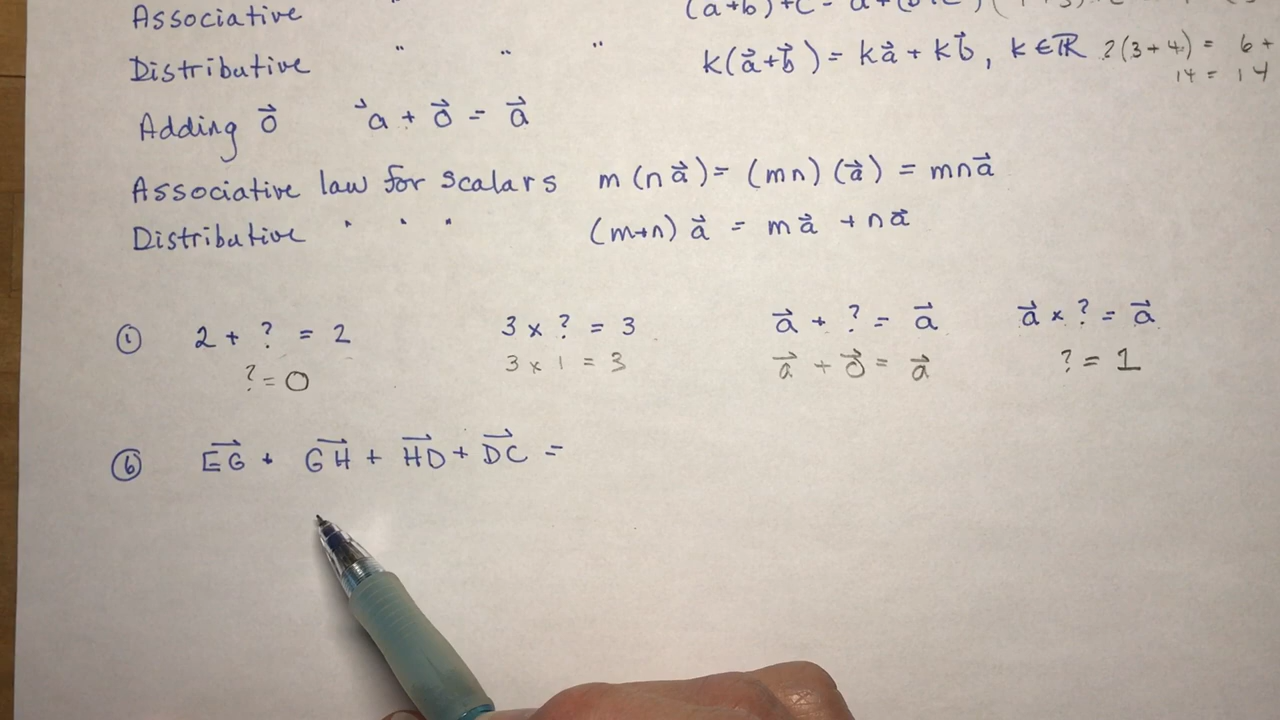 Associative "
(a+b)+c = a+
Distributive " " " k(a⃗+b⃗) = ka⃗ + kb⃗, k ∈ ℝ 2(3+4) = 6+
14 = 14
Adding 0⃗ a⃗ + 0⃗ = a⃗
Associative law for scalars m(na⃗) = (mn)(a⃗) = mna⃗
Distributive " " " (m+n) a⃗ = ma⃗ + na⃗
① 2 + ? = 2 3 x ? = 3 a⃗ + ? = a⃗ a⃗ x ? = a⃗
? = 0 3 x 1 = 3 a⃗ + 0⃗ = a⃗ ? = 1
⑥ EG⃗ + GH⃗ + HD⃗ + DC⃗ =